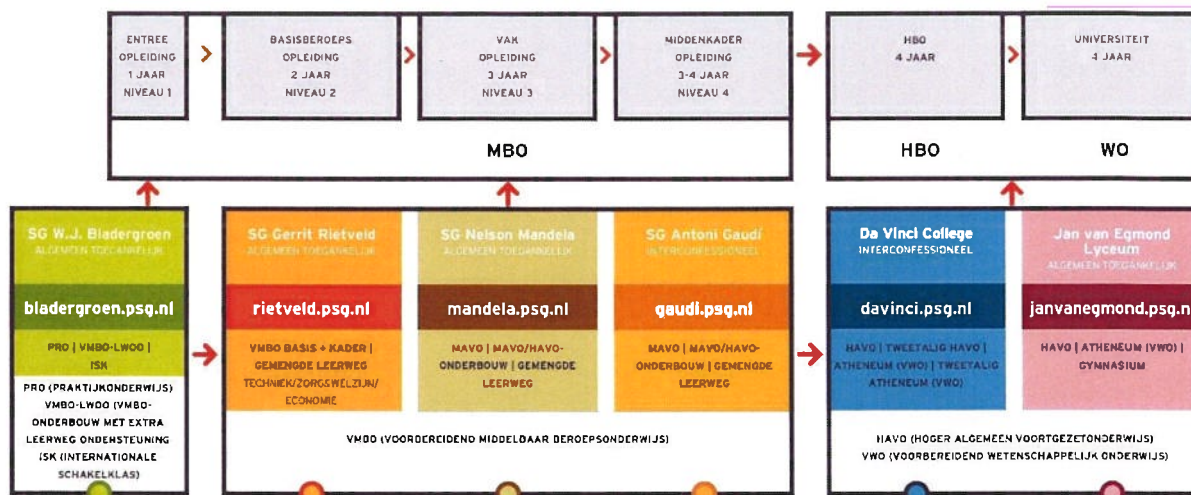 ENTREE
OPLEIDING
1 JAAR
NIVEAU 1
BASISBEROEPS
OPLEIDING
2 JAAR
NIVEAU 2
VAK
OPLEIDING
3 JAAR
NIVEAU 3
MIDDENKADER
OPLEIDING
3-4 JAAR
NIVEAU 4
HBO
4 JAAR
UNIVERSITEIT
4 JAAR
MBO
HBO
WO
SG W.J. Bladergroen
ALGEMEEN TOEGANKELIJK
bladergroen.psg.nl
PRO | VMBO-LWOO |
ISK
PRO (PRAKTIJKONDERWIJS)
VMBO-LWOO (VMBO-
ONDERBOUW MET EXTRA
LEERWEG ONDERSTEUNING
ISK (INTERNATIONALE
SCHAKELKLAS)
SG Gerrit Rietveld
ALGEMEEN TOEGANKELIJK
rietveld.psg.nl
VMBO BASIS + KADER |
GEMENGDE LEERWEG
TECHNIEK/ZORG&WELZIJN/
ECONOMIE
SG Nelson Mandela
ALGEMEEN TOEGANKELIJK
mandela.psg.nl
MAVO | MAVO/HAVO-
ONDERBOUW | GEMENGDE
LEERWEG
SG Antoni Gaudí
INTERCONFESSIONEEL
gaudi.psg.nl
MAVO | MAVO/HAVO-
ONDERBOUW | GEMENGDE
LEERWEG
VMBO (VOORBEREIDEND MIDDELBAAR BEROEPSONDERWIJS)
Da Vinci College
INTERCONFESSIONEEL
davinci.psg.nl
HAVO | TWEETALIG HAVO |
ATHENEUM (VWO) | TWEETALIG
ATHENEUM (VWO)
Jan van Egmond
Lyceum
ALGEMEEN TOEGANKELIJK
janvanegmond.psg.n
HAVO | ATHENEUM (VWO) |
GYMNASIUM
HAVO (HOGER ALGEMEEN VOORTGEZETONDERWIJS)
VWO (VOORBEREIDEND WETENSCHAPPELIJK ONDERWIJS)